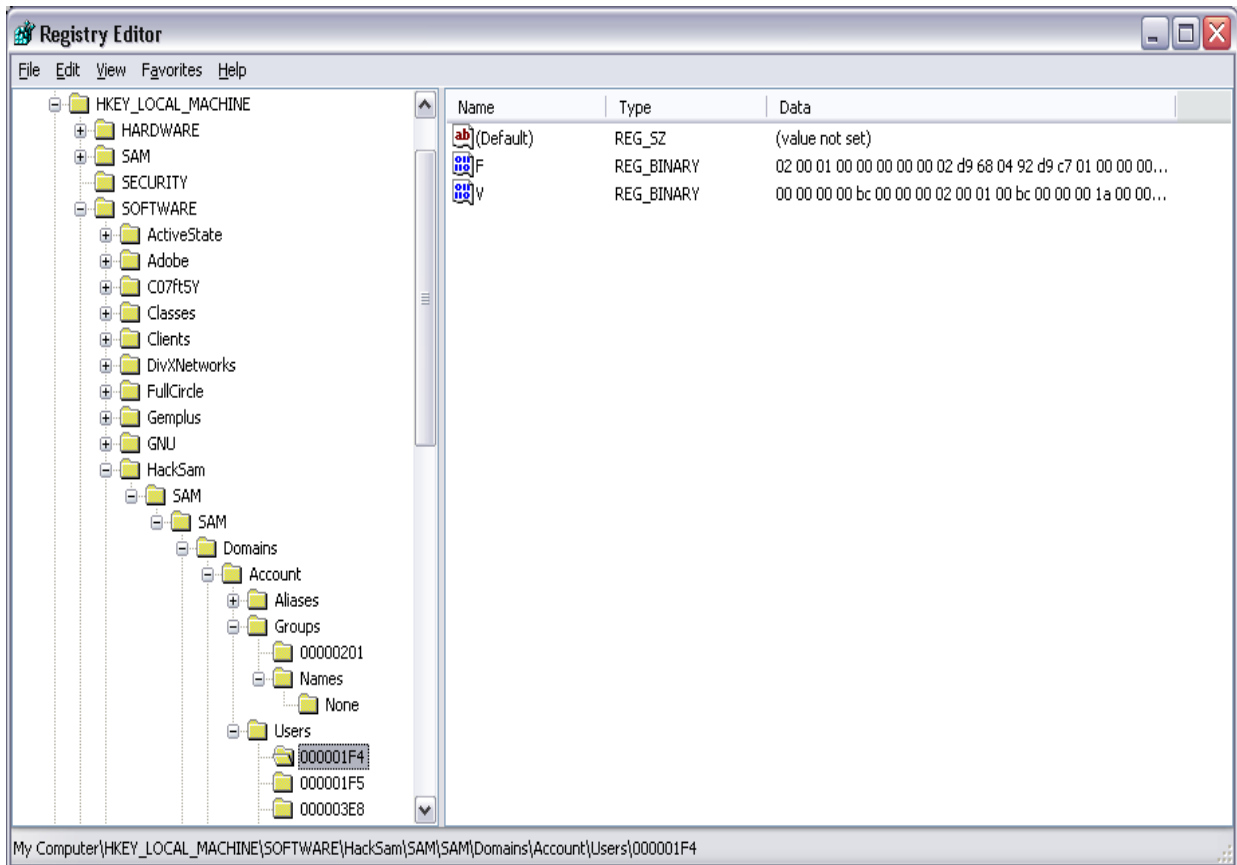 Registry Editor
File Edit View Favorites Help
HKEY_LOCAL_MACHINE
HARDWARE
SAM
SECURITY
SOFTWARE
ActiveState
Adobe
C07ft5Y
Classes
Clients
DivXNetworks
FullCircle
Gemplus
GNU
HackSam
SAM
SAM
Domains
Account
Aliases
Groups
00000201
Names
None
Users
000001F4
000001F5
000003E8
Name Type Data
(Default) REG_SZ (value not set)
F REG_BINARY 02 00 01 00 00 00 00 00 02 d9 68 04 92 d9 c7 01 00 00 00...
V REG_BINARY 00 00 00 00 bc 00 00 00 02 00 01 00 bc 00 00 00 1a 00 00...
My Computer\HKEY_LOCAL_MACHINE\SOFTWARE\HackSam\SAM\SAM\Domains\Account\Users\000001F4